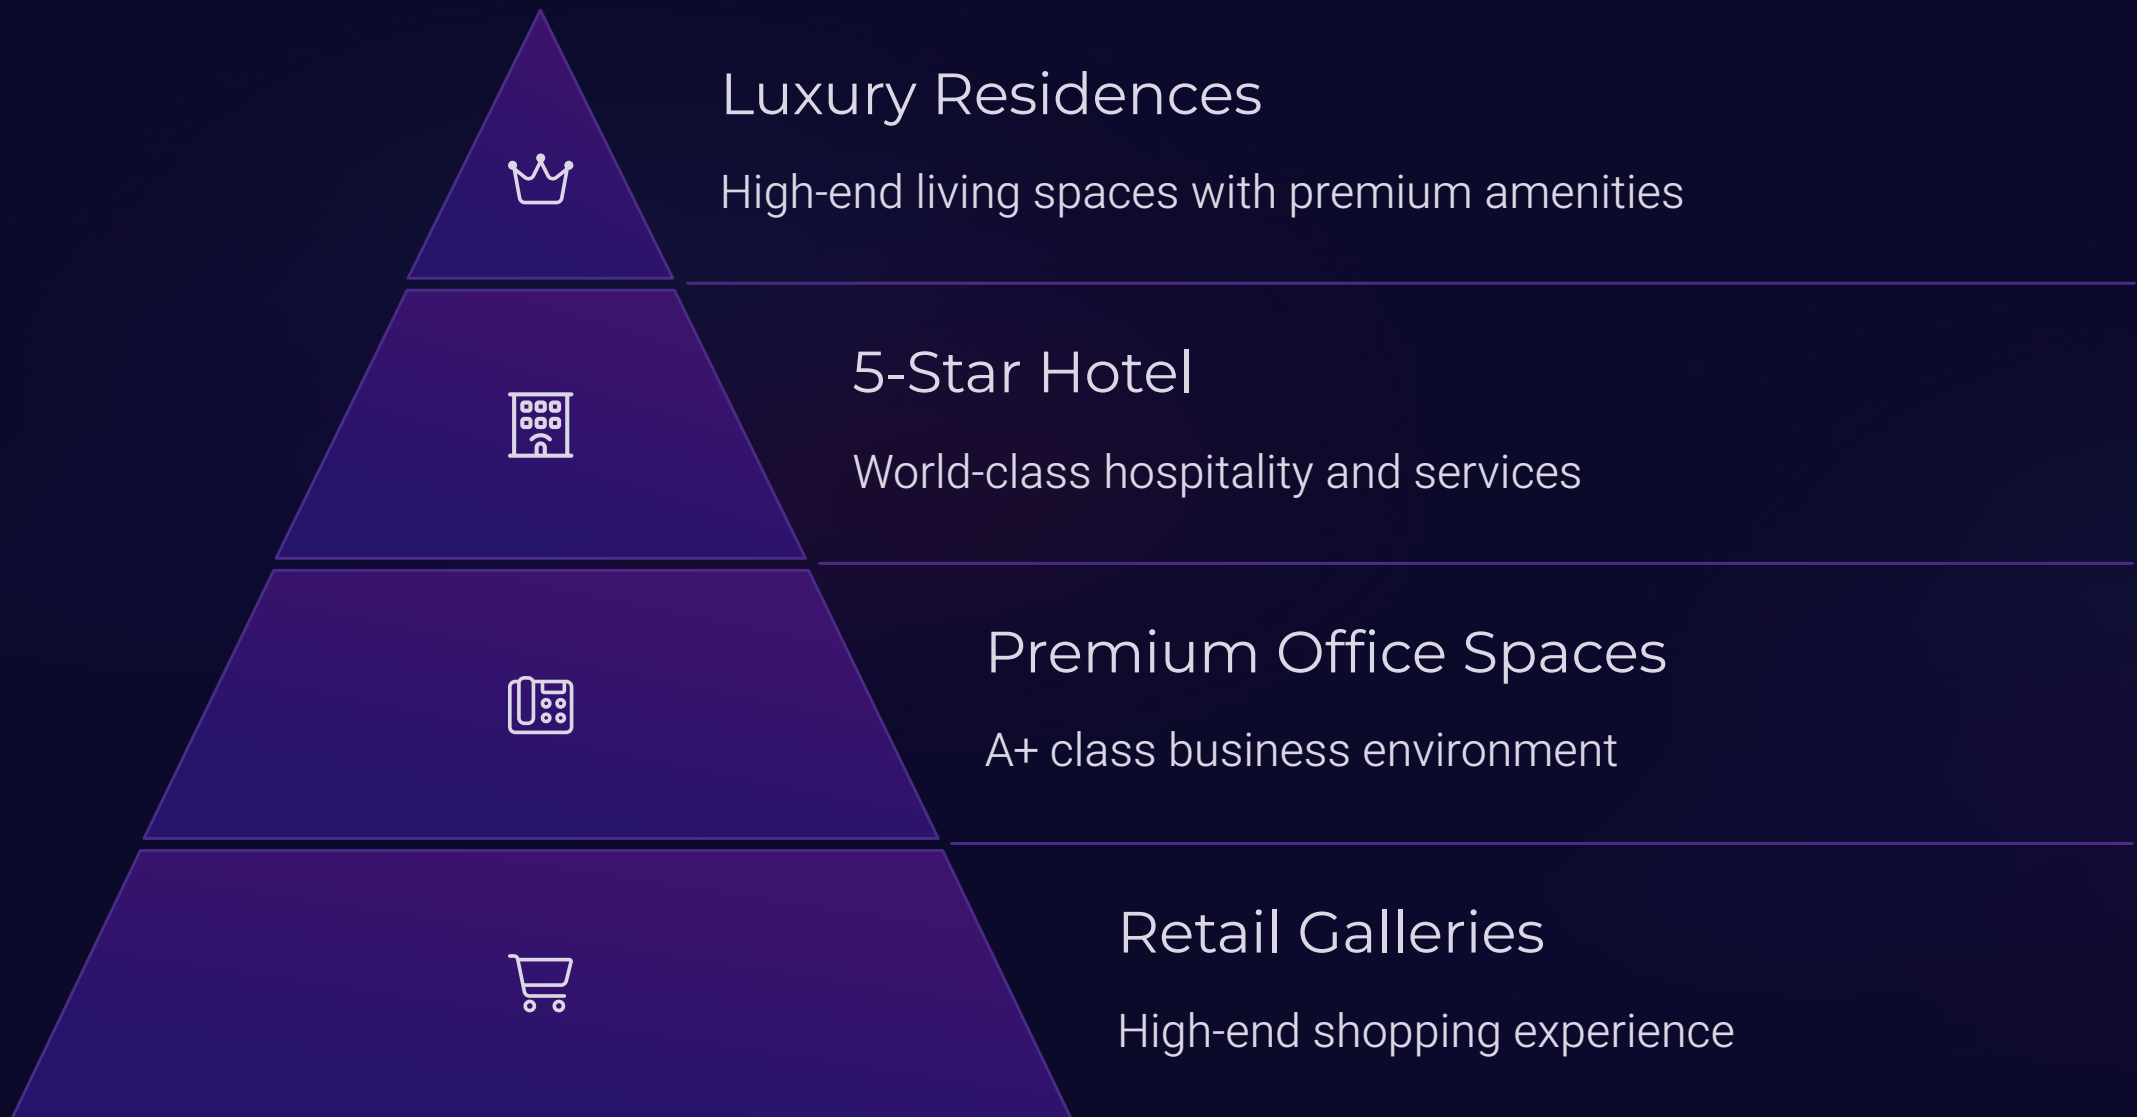 Luxury Residences
High-end living spaces with premium amenities
5-Star Hotel
World-class hospitality and services
Premium Office Spaces
A+ class business environment
Retail Galleries
High-end shopping experience